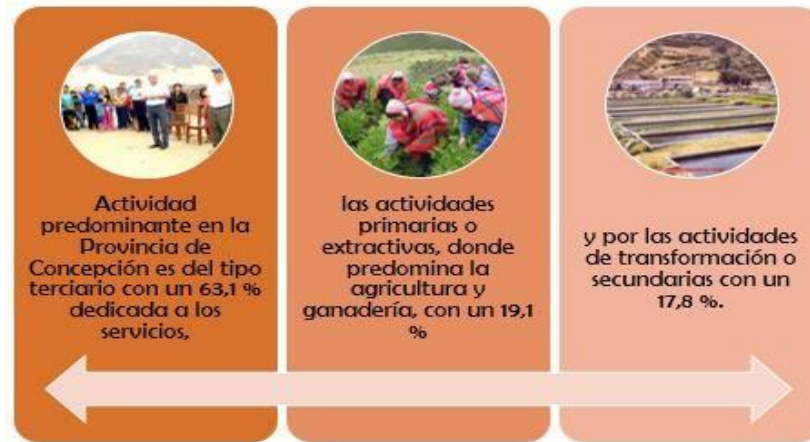 Actividad
predominante en la
Provincia de
Concepción es del tipo
terciario con un 63,1 %
dedicada a los
servicios,
las actividades
primarias o
extractivas, donde
predomina la
agricultura y
ganadería, con un 19,1
%
y por las actividades
de transformación o
secundarias con un
17,8 %.